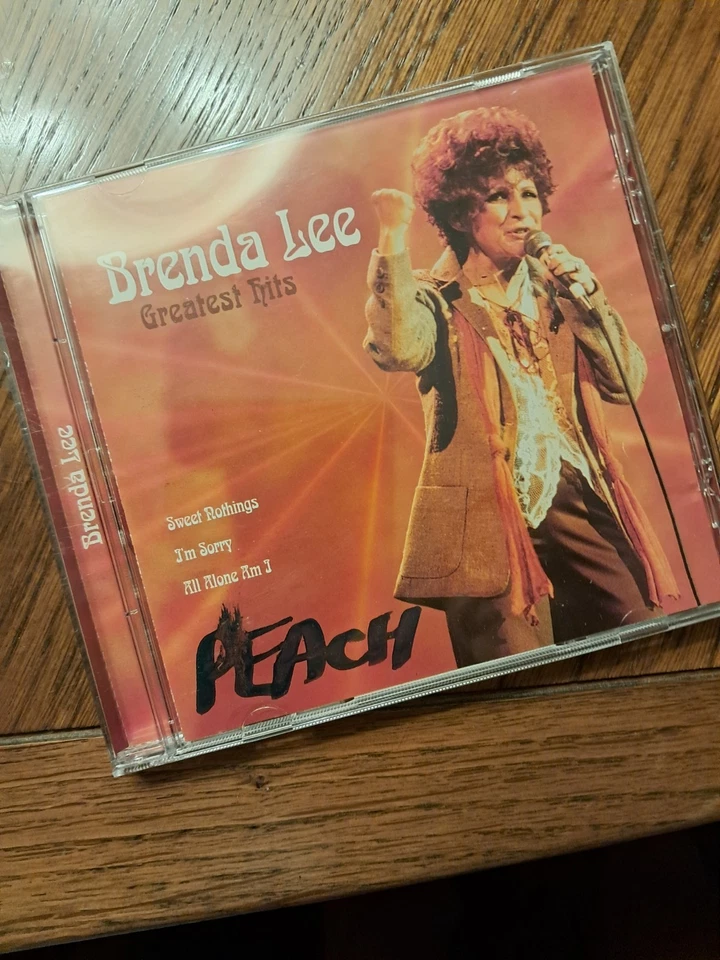 Brenda Lee
Greatest Hits
Brenda Lee
Sweet Nothings
I'm Sorry
All Alone Am I
PEACH